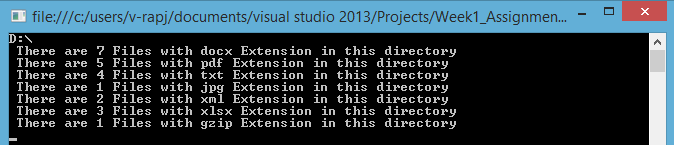 file:///c:/users/v-rapj/documents/visual studio 2013/Projects/Week1_Assignmen...
D:\
There are 7 Files with docx Extension in this directory
There are 5 Files with pdf Extension in this directory
There are 4 Files with txt Extension in this directory
There are 1 Files with jpg Extension in this directory
There are 2 Files with xml Extension in this directory
There are 3 Files with xlsx Extension in this directory
There are 1 Files with gzip Extension in this directory